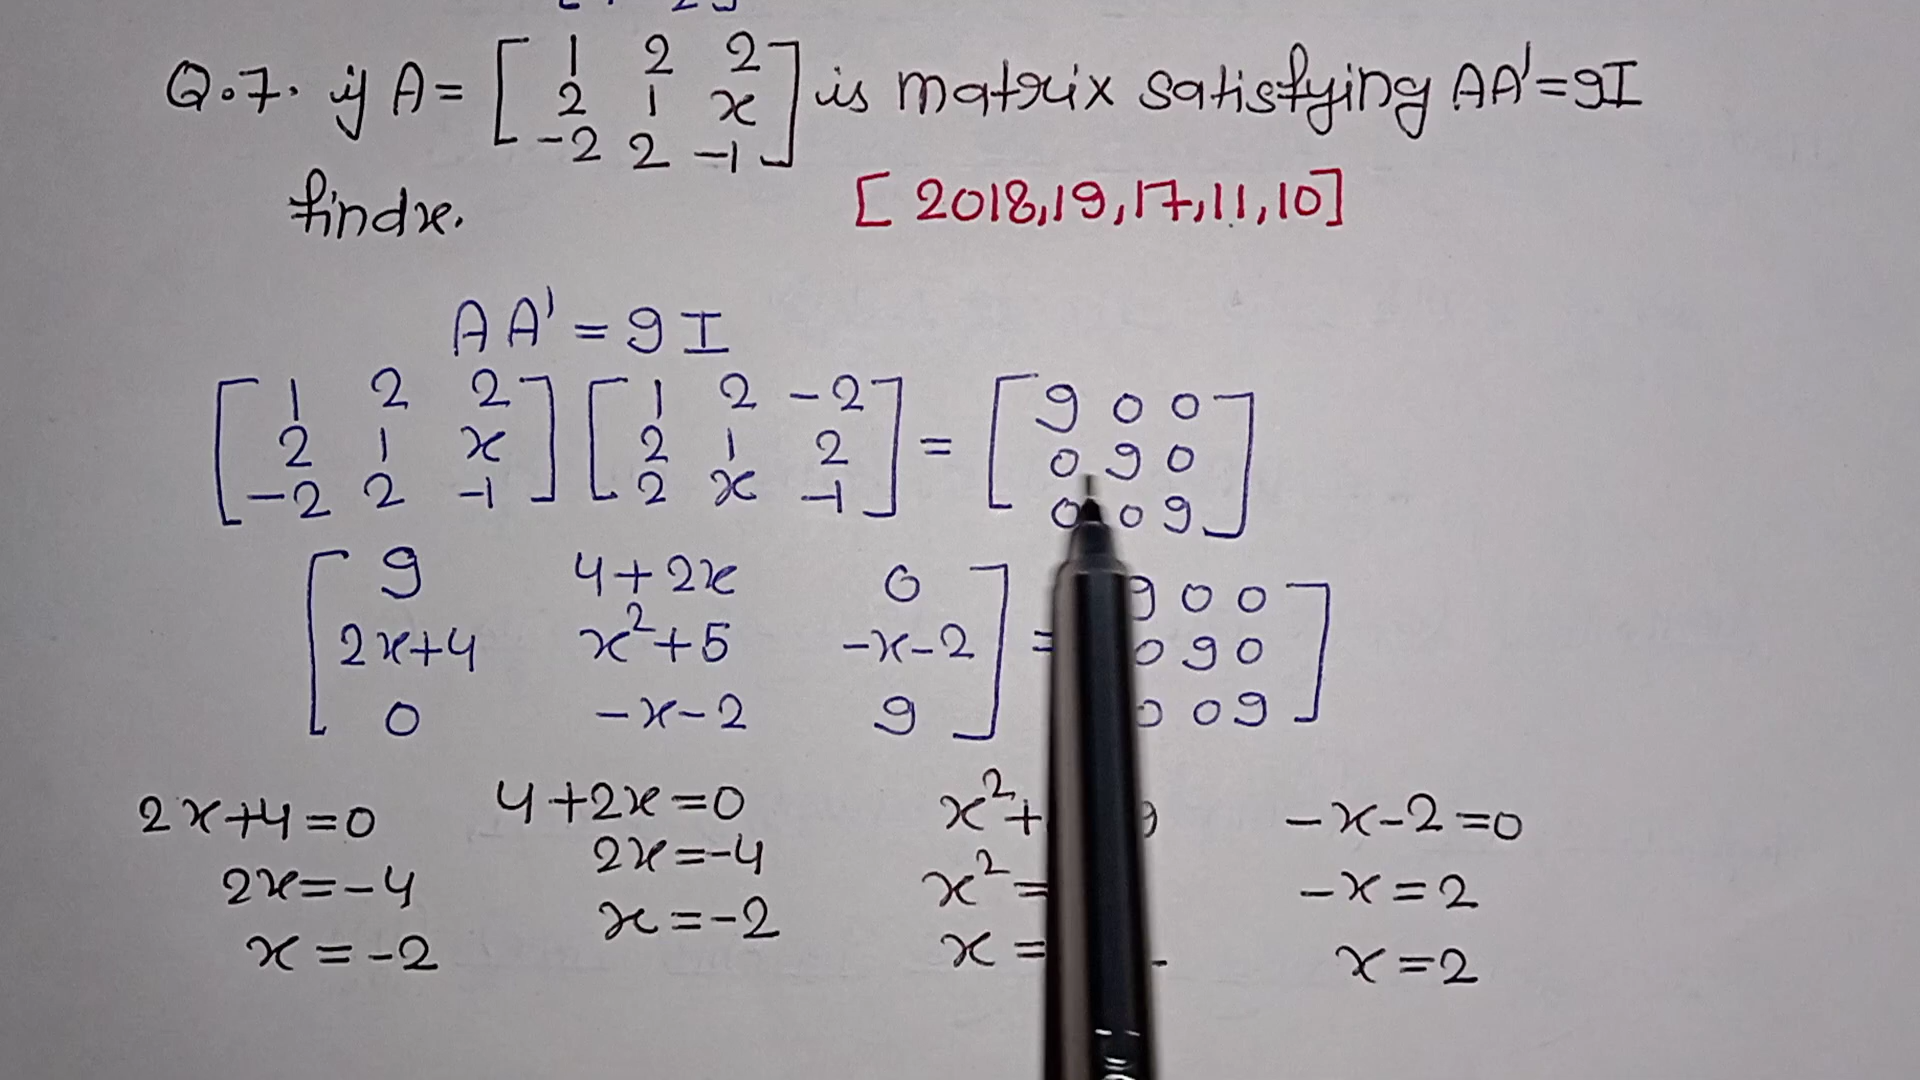 Q.7. if A = [ 1 2 2 ] is matrix satisfying AA' = 9I
2 1 x
-2 2 -1
find x.
[ 2018, 19, 17, 11, 10 ]
A A' = 9 I
[ 1 2 2 ] [ 1 2 -2 ] = [ 9 0 0 ]
2 1 x 2 1 2 0 9 0
-2 2 -1 2 x -1 0 0 9
[ 9 4+2x 0 ] = 9 0 0 ]
2x+4 x²+5 -x-2 0 9 0
0 -x-2 9 0 0 9
2x+4=0 4+2x=0 x²+ -x-2=0
2x=-4 2x=-4 x²= -x=2
x=-2 x=-2 x= x=2